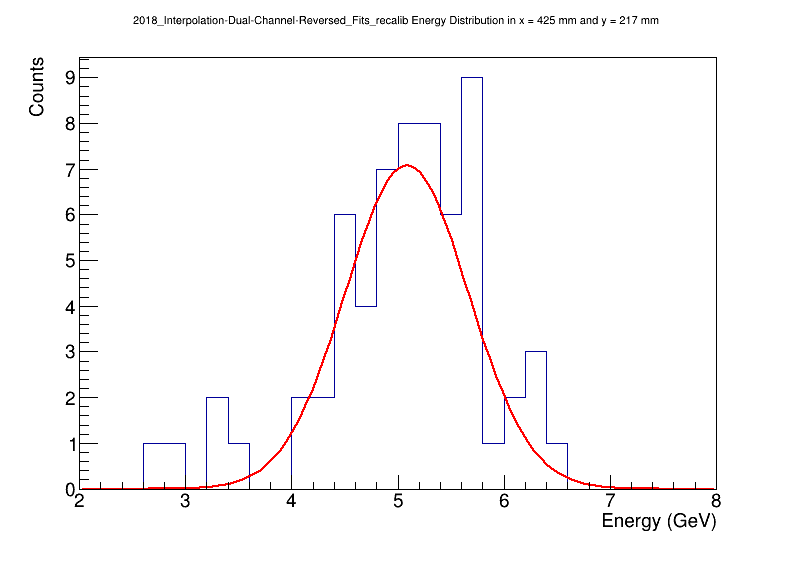 2018_Interpolation-Dual-Channel-Reversed_Fits_recalib Energy Distribution in x = 425 mm and y = 217 mm
Counts
9
8
7
6
5
4
3
2
1
0
2 3 4 5 6 7 8
Energy (GeV)